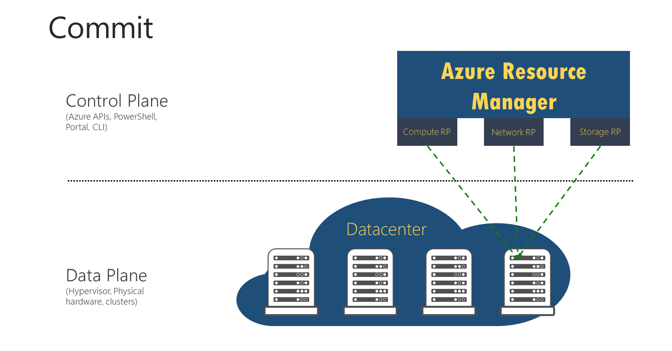 Commit
Azure Resource
Manager
Control Plane
(Azure APIs, PowerShell,
Portal, CLI)
Compute RP
Network RP
Storage RP
Datacenter
Data Plane
(Hypervisor, Physical
hardware, clusters)